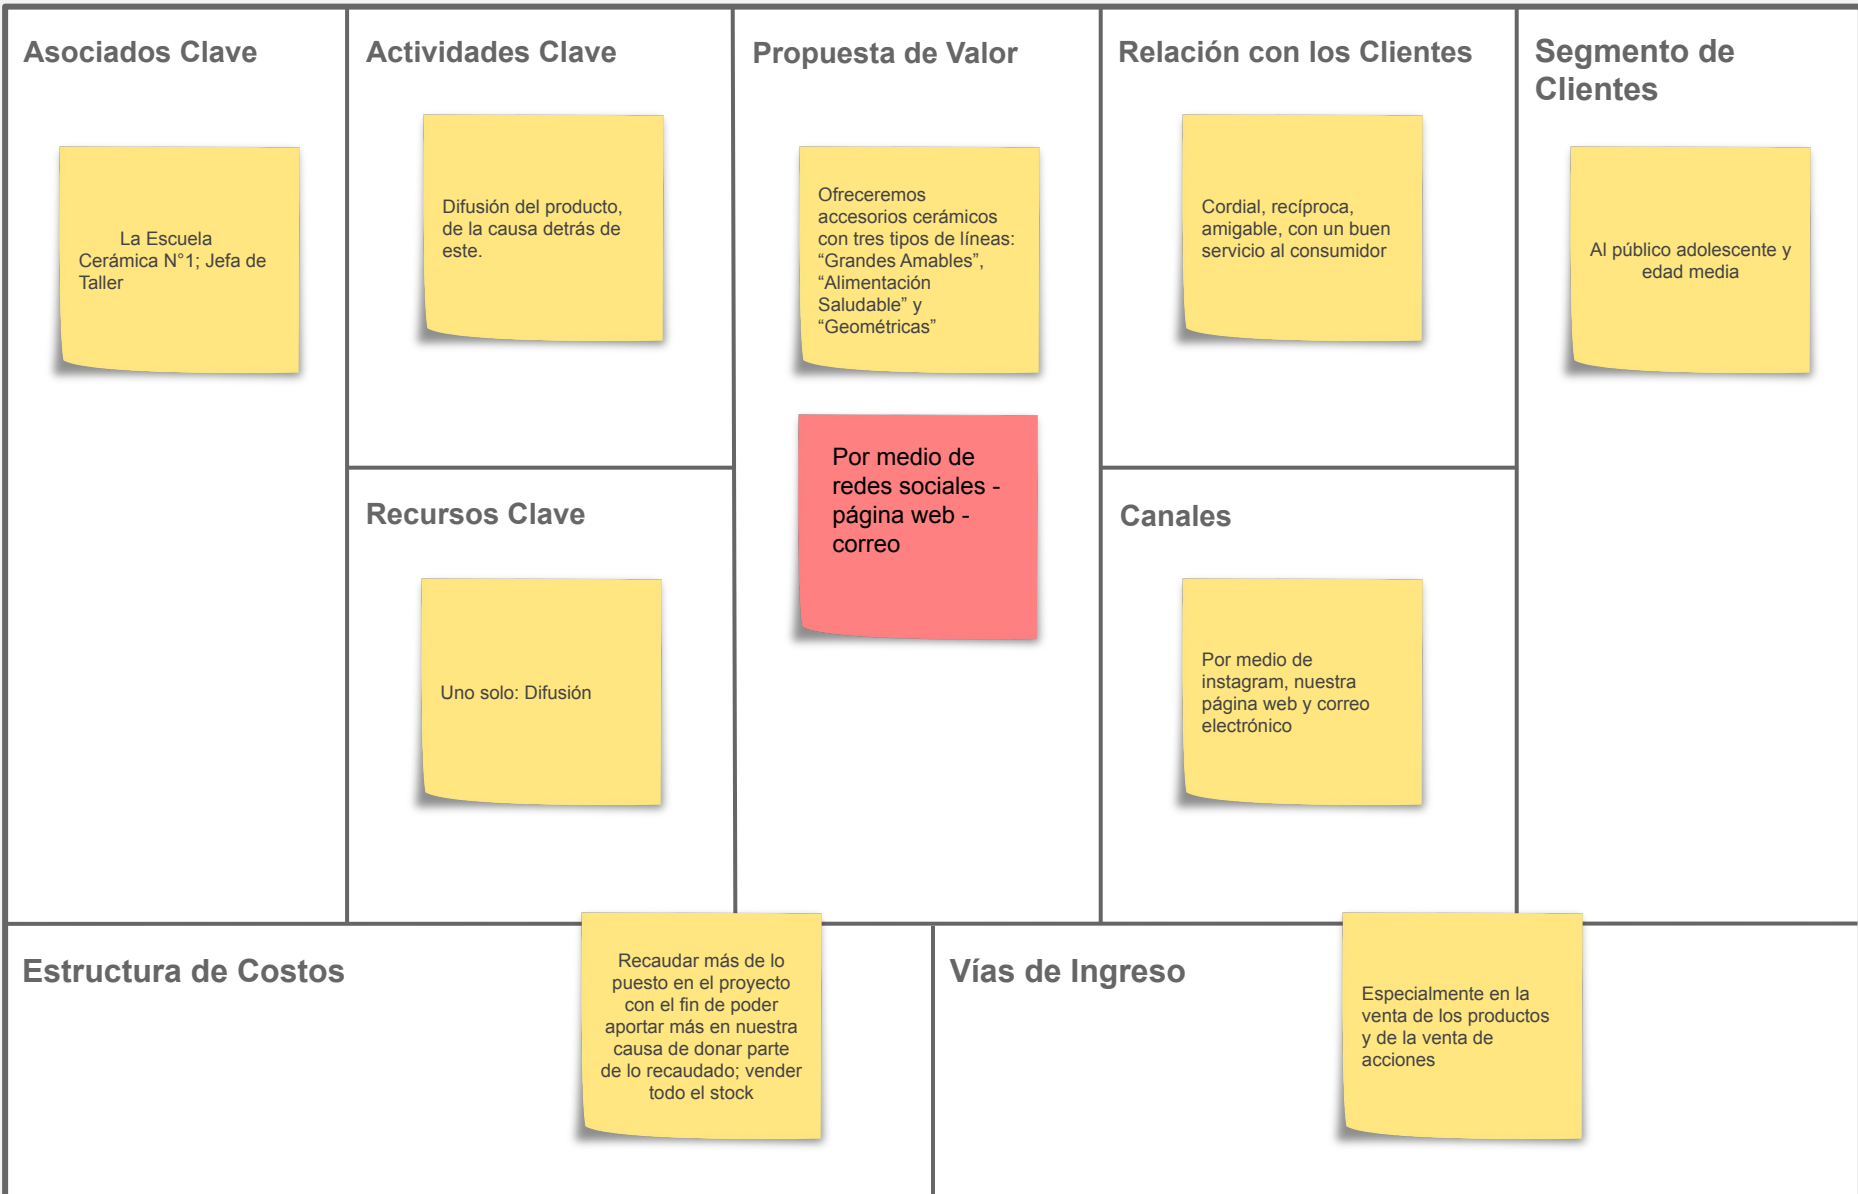 Asociados Clave
La Escuela
Cerámica N°1; Jefa de
Taller
Actividades Clave
Difusión del producto,
de la causa detrás de
este.
Recursos Clave
Uno solo: Difusión
Propuesta de Valor
Ofreceremos
accesorios cerámicos
con tres tipos de líneas:
“Grandes Amables”,
“Alimentación
Saludable” y
“Geométricas”
Por medio de
redes sociales -
página web -
correo
Relación con los Clientes
Cordial, recíproca,
amigable, con un buen
servicio al consumidor
Canales
Por medio de
instagram, nuestra
página web y correo
electrónico
Segmento de
Clientes
Al público adolescente y
edad media
Estructura de Costos
Recaudar más de lo
puesto en el proyecto
con el fin de poder
aportar más en nuestra
causa de donar parte
de lo recaudado; vender
todo el stock
Vías de Ingreso
Especialmente en la
venta de los productos
y de la venta de
acciones